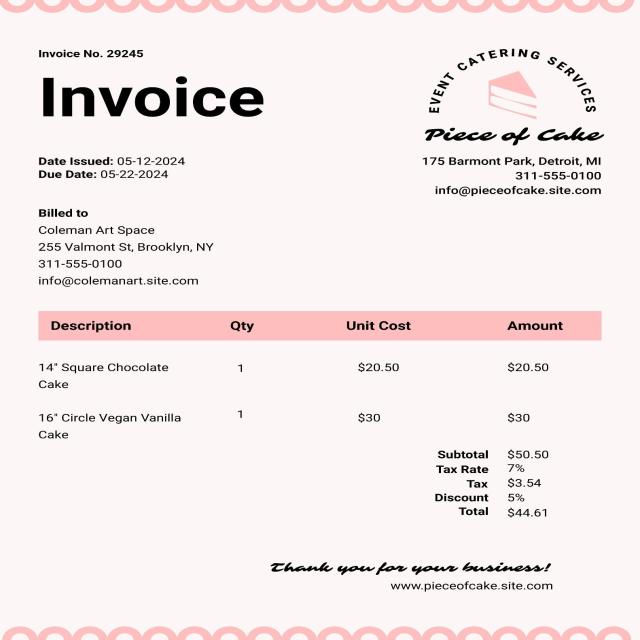 Invoice No. 29245
Invoice
EVENT CATERING SERVICES
Piece of Cake
Date Issued: 05-12-2024
Due Date: 05-22-2024
175 Barmont Park, Detroit, MI
311-555-0100
info@pieceofcake.site.com
Billed to
Coleman Art Space
255 Valmont St, Brooklyn, NY
311-555-0100
info@colemanart.site.com
Description Qty Unit Cost Amount
14" Square Chocolate 1 $20.50 $20.50
Cake
16" Circle Vegan Vanilla 1 $30 $30
Cake
Subtotal $50.50
Tax Rate 7%
Tax $3.54
Discount 5%
Total $44.61
Thank you for your business!
www.pieceofcake.site.com